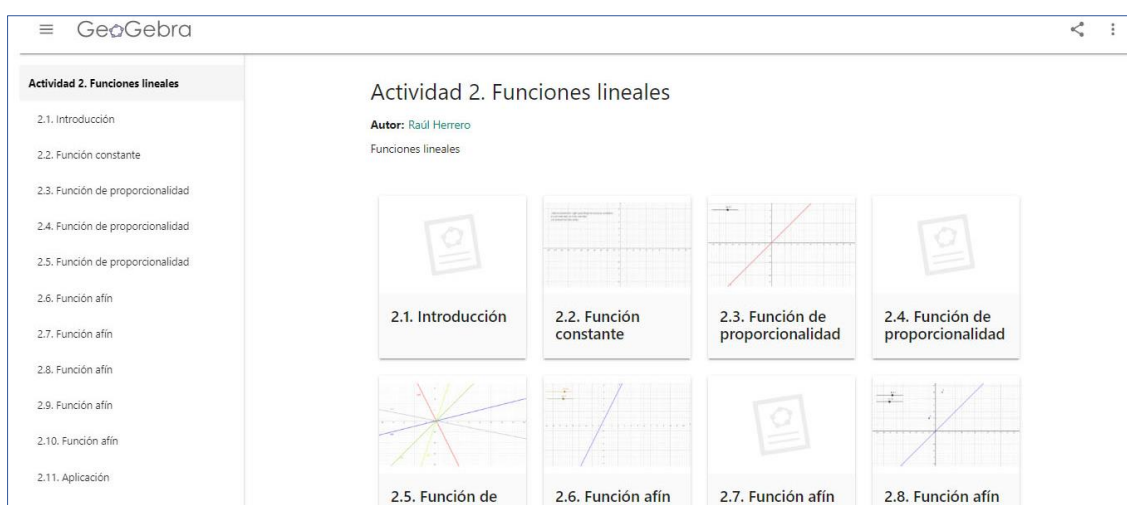 GeoGebra
Actividad 2. Funciones lineales
2.1. Introducción
2.2. Función constante
2.3. Función de proporcionalidad
2.4. Función de proporcionalidad
2.5. Función de proporcionalidad
2.6. Función afín
2.7. Función afín
2.8. Función afín
2.9. Función afín
2.10. Función afín
2.11. Aplicación
Actividad 2. Funciones lineales
Autor: Raúl Herrero
Funciones lineales
2.1. Introducción
2.2. Función
constante
2.3. Función de
proporcionalidad
2.4. Función de
proporcionalidad
2.5. Función de
2.6. Función afín
2.7. Función afín
2.8. Función afín